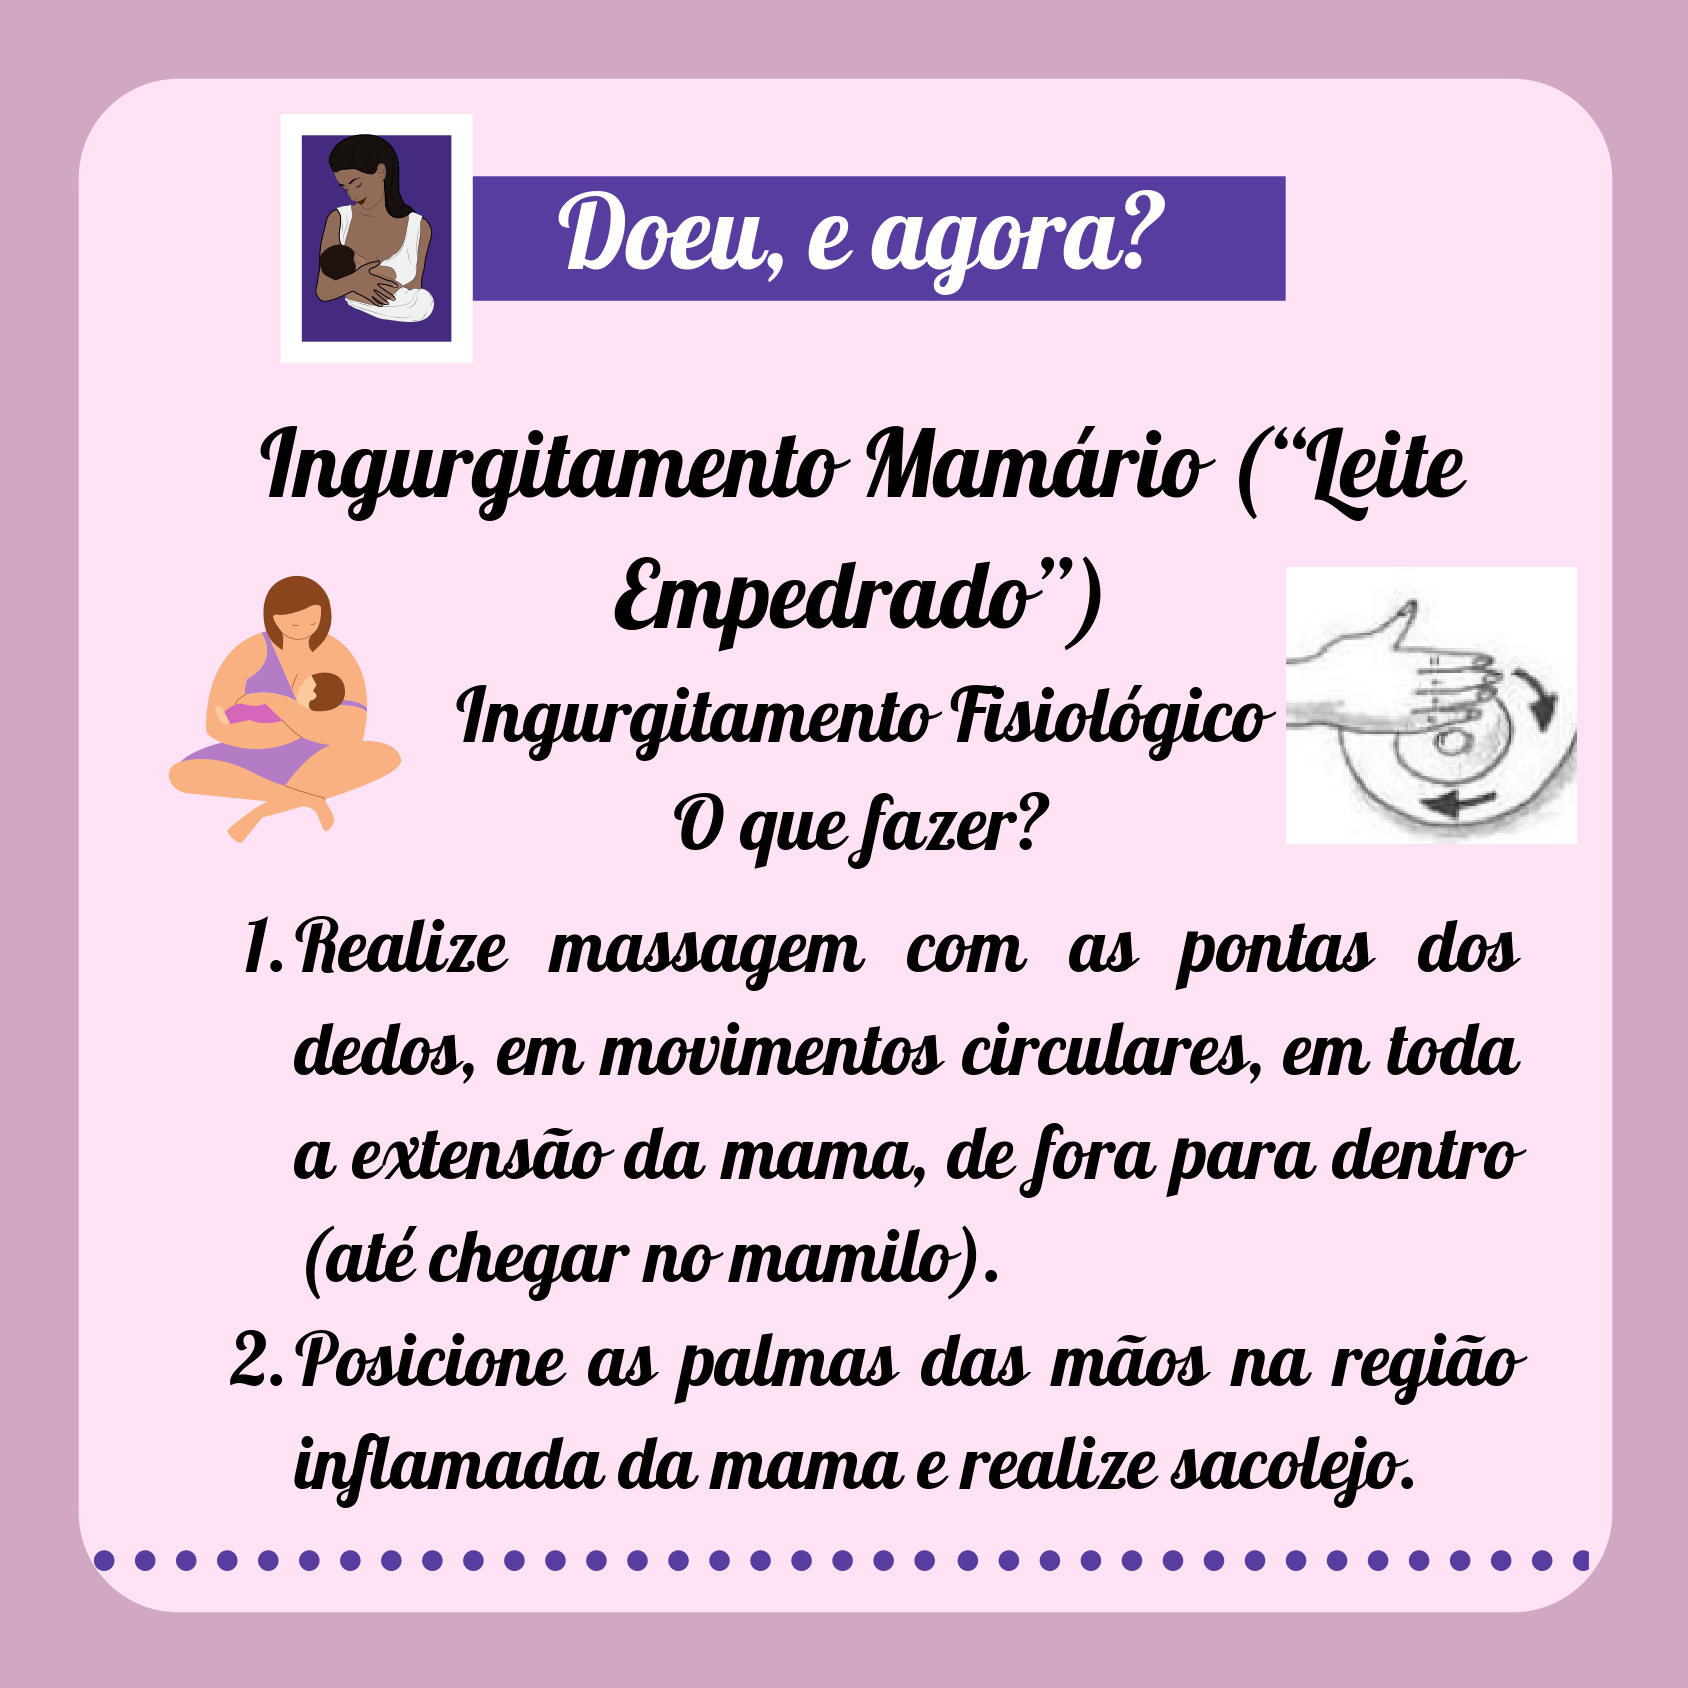 Doeu, e agora?
Ingurgitamento Mamário (“Leite
Empedrado”)
Ingurgitamento Fisiológico
O que fazer?
1. Realize massagem com as pontas dos
dedos, em movimentos circulares, em toda
a extensão da mama, de fora para dentro
(até chegar no mamilo).
2. Posicione as palmas das mãos na região
inflamada da mama e realize sacolejo.